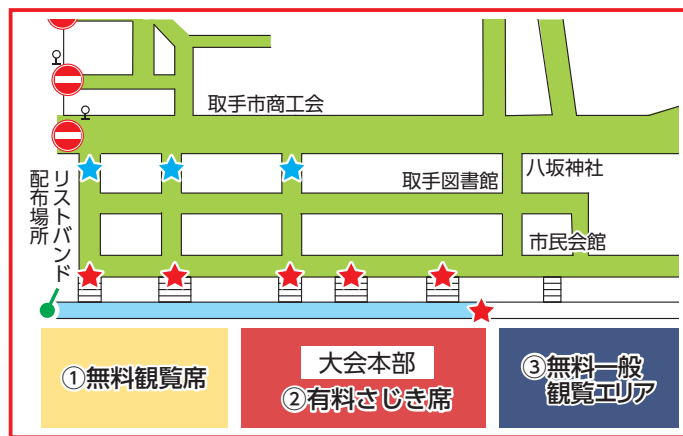 取手市商工会
八坂神社
取手図書館
リストバンド
配布場所
市民会館
①無料観覧席
大会本部
②有料さじき席
③無料一般
観覧エリア